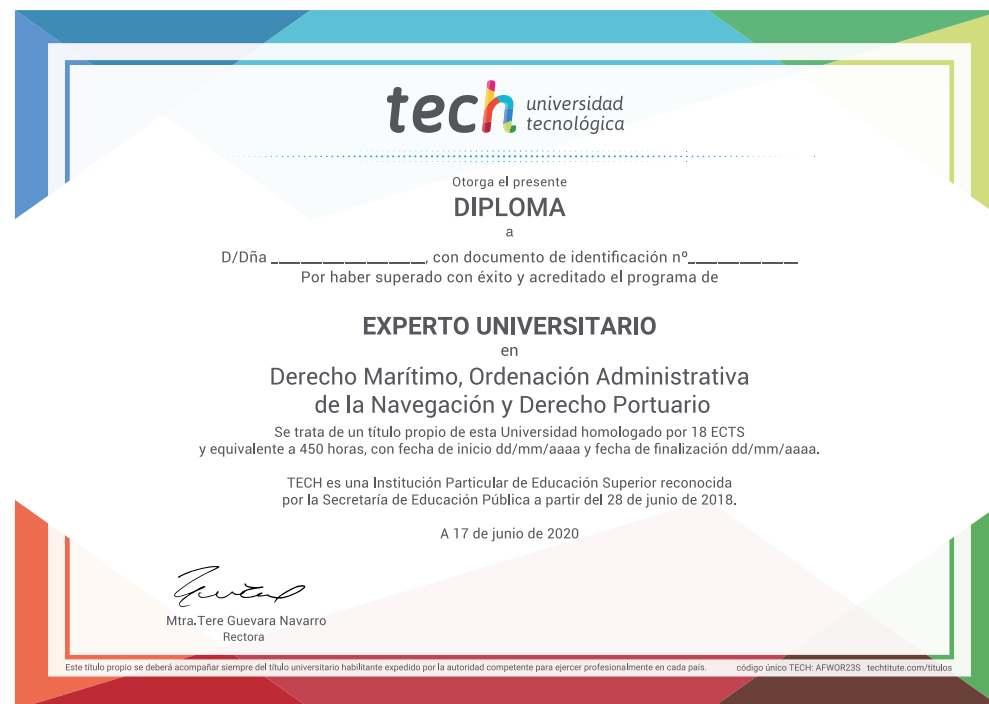 tech universidad
tecnológica
Otorga el presente
DIPLOMA
a
D/Dña ____________________, con documento de identificación nº______________
Por haber superado con éxito y acreditado el programa de
EXPERTO UNIVERSITARIO
en
Derecho Marítimo, Ordenación Administrativa
de la Navegación y Derecho Portuario
Se trata de un título propio de esta Universidad homologado por 18 ECTS
y equivalente a 450 horas, con fecha de inicio dd/mm/aaaa y fecha de finalización dd/mm/aaaa.
TECH es una Institución Particular de Educación Superior reconocida
por la Secretaría de Educación Pública a partir del 28 de junio de 2018.
A 17 de junio de 2020
Mtra.Tere Guevara Navarro
Rectora
Este título propio se deberá acompañar siempre del título universitario habilitante expedido por la autoridad competente para ejercer profesionalmente en cada país. código único TECH: AFWOR23S techtitute.com/titulos